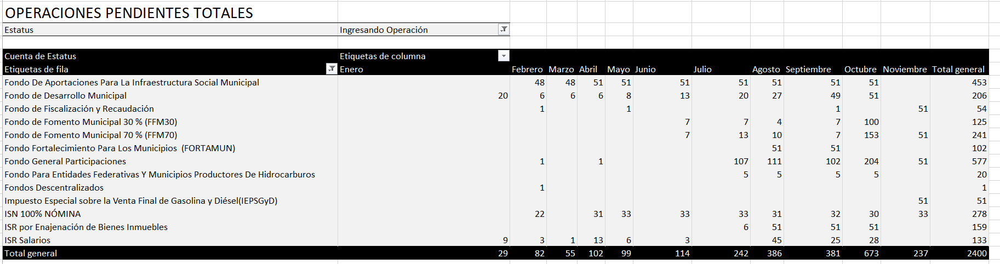 OPERACIONES PENDIENTES TOTALES
Estatus Ingresando Operación
Cuenta de Estatus Etiquetas de columna
Etiquetas de fila Enero Febrero Marzo Abril Mayo Junio Julio Agosto Septiembre Octubre Noviembre Total general
Fondo De Aportaciones Para La Infraestructura Social Municipal 48 48 51 51 51 51 51 51 51 453
Fondo de Desarrollo Municipal 20 6 6 6 8 13 20 27 49 51 206
Fondo de Fiscalización y Recaudación 1 1 1 51 54
Fondo de Fomento Municipal 30 % (FFM30) 7 7 4 7 100 125
Fondo de Fomento Municipal 70 % (FFM70) 7 13 10 7 153 51 241
Fondo Fortalecimiento Para Los Municipios (FORTAMUN) 51 51 102
Fondo General Participaciones 1 1 107 111 102 204 51 577
Fondo Para Entidades Federativas Y Municipios Productores De Hidrocarburos 5 5 5 5 20
Fondos Descentralizados 1 1
Impuesto Especial sobre la Venta Final de Gasolina y Diésel(IEPSGyD) 51 51
ISN 100% NÓMINA 22 31 33 33 33 31 32 30 33 278
ISR por Enajenación de Bienes Inmuebles 6 51 51 51 159
ISR Salarios 9 3 1 13 6 3 45 25 28 133
Total general 29 82 55 102 99 114 242 386 381 673 237 2400